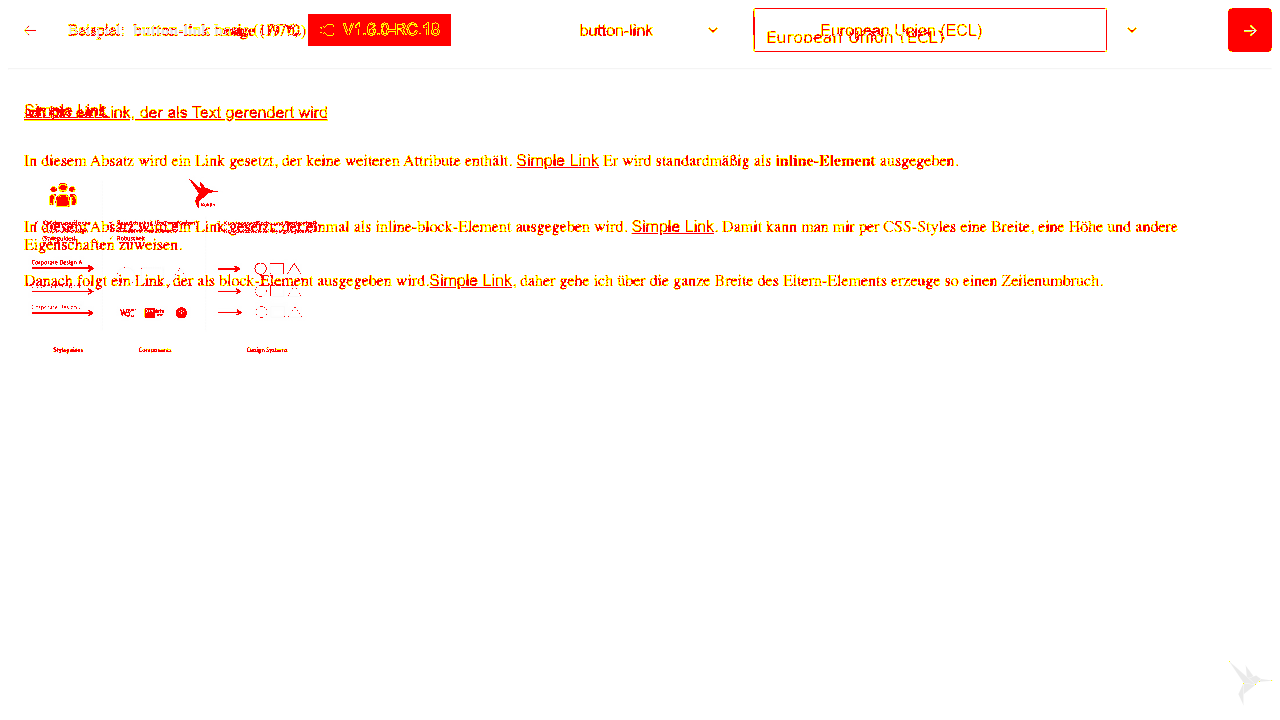 Beispiel: button-link V1.6.0-RC.18 button-link European Union (ECL)
European Union (ECL)
Simple Link
Link, der als Text gerendert wird
In diesem Absatz wird ein Link gesetzt, der keine weiteren Attribute enthält. Simple Link Er wird standardmäßig als inline-Element ausgegeben.
In diesem Absatz wird ein Link gesetzt, der einmal als inline-block-Element ausgegeben wird. Simple Link. Damit kann man mir per CSS-Styles eine Breite, eine Höhe und andere
Eigenschaften zuweisen.
Corporate Design A
Danach folgt ein Link, der als block-Element ausgegeben wird.Simple Link, daher gehe ich über die ganze Breite des Eltern-Elements erzeuge so einen Zeilenumbruch.
Styleguides Design Systems